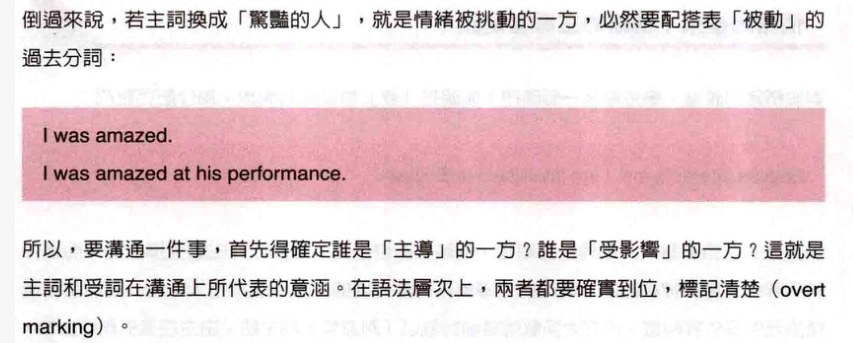 倒過來說，若主詞換成「驚豔的人」，就是情緒被挑動的一方，必然要配搭表「被動」的
過去分詞：
I was amazed.
I was amazed at his performance.
所以，要溝通一件事，首先得確定誰是「主導」的一方？誰是「受影響」的一方？這就是
主詞和受詞在溝通上所代表的意涵。在語法層次上，兩者都要確實到位，標記清楚（overt
marking）。